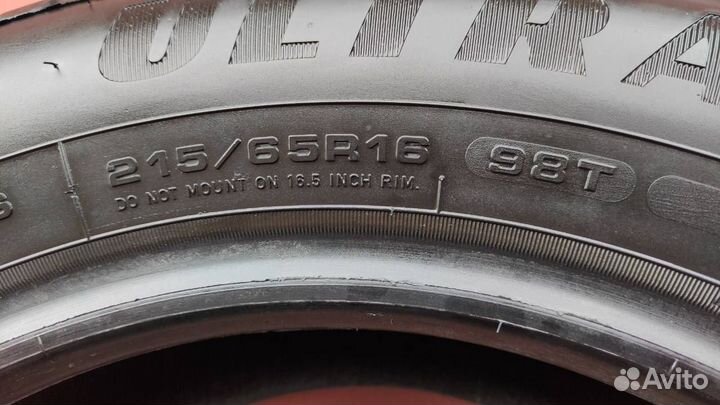 ULTRA
215/65R16 98T
DO NOT MOUNT ON 16.5 INCH RIM.
Avito